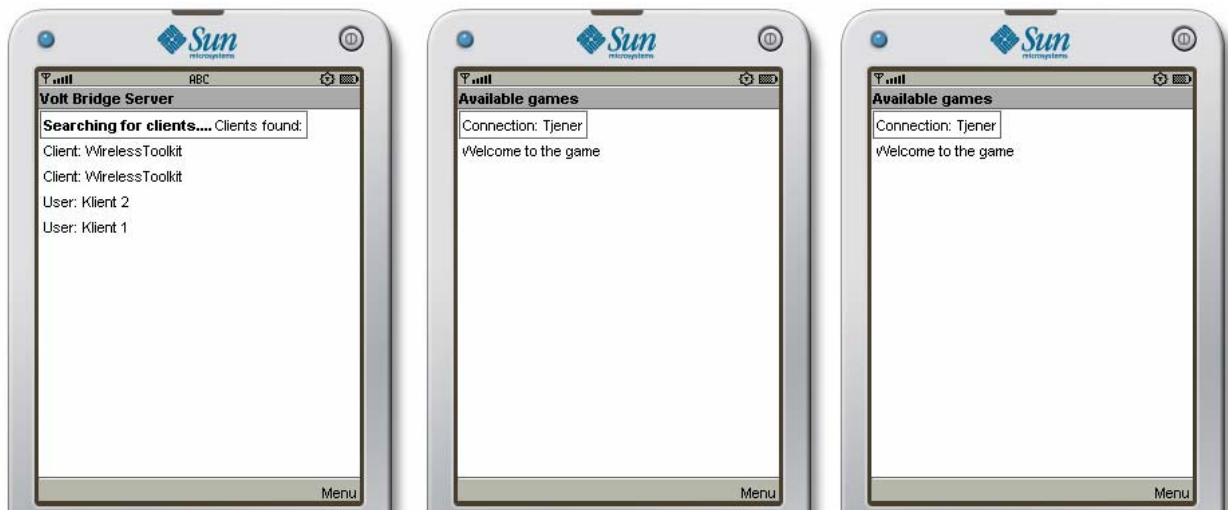 Sun
microsystems
ABC
Volt Bridge Server
Searching for clients.... Clients found:
Client: WirelessToolkit
Client: WirelessToolkit
User: Klient 2
User: Klient 1
Menu
Sun
microsystems
Available games
Connection: Tjener
Welcome to the game
Menu
Sun
microsystems
Available games
Connection: Tjener
Welcome to the game
Menu